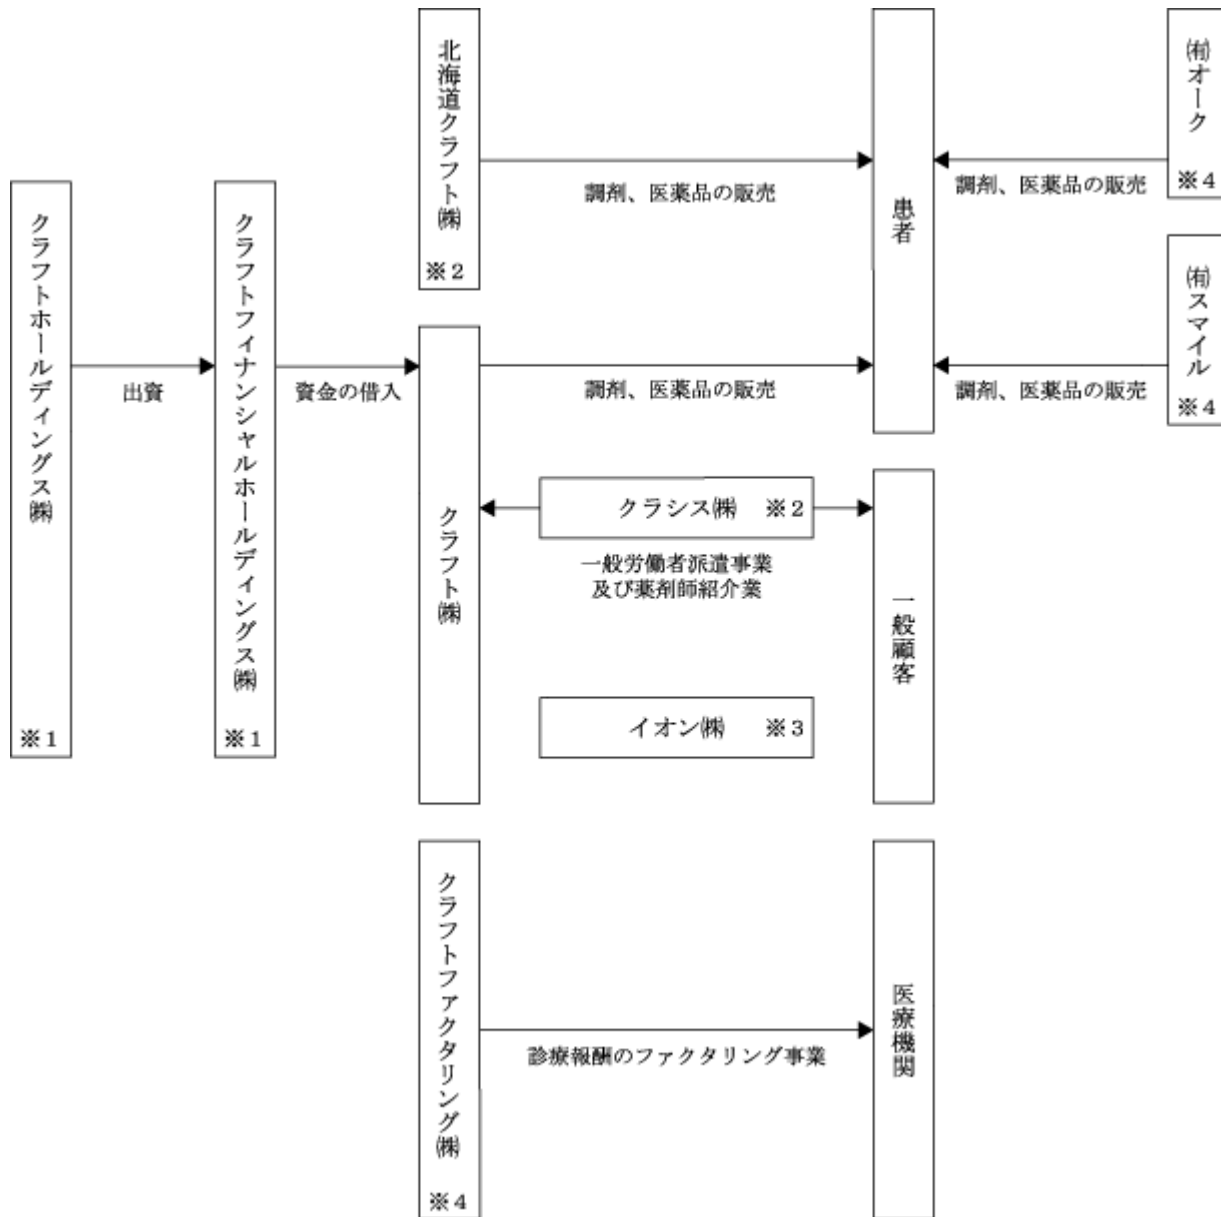 クラフトホールディングス㈱
※1
出資
クラフトフィナンシャルホールディングス㈱
※1
資金の借入
北海道クラフト㈱
※2
調剤、医薬品の販売
クラフト㈱
調剤、医薬品の販売
クラシス㈱ ※2
一般労働者派遣事業
及び薬剤師紹介業
イオン㈱ ※3
クラフトファクタリング㈱
※4
診療報酬のファクタリング事業
患者
一般顧客
医療機関
調剤、医薬品の販売
㈲オーク
※4
調剤、医薬品の販売
㈲スマイル
※4